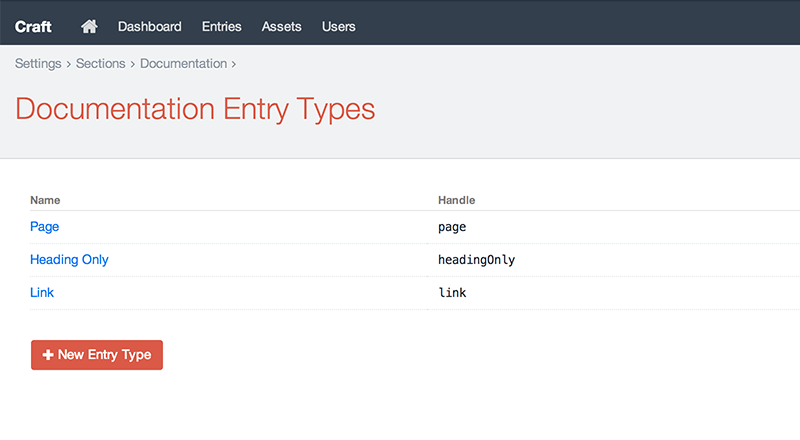 Craft Dashboard Entries Assets Users
Settings › Sections › Documentation ›
Documentation Entry Types
Name Handle
Page page
Heading Only headingOnly
Link link
+ New Entry Type